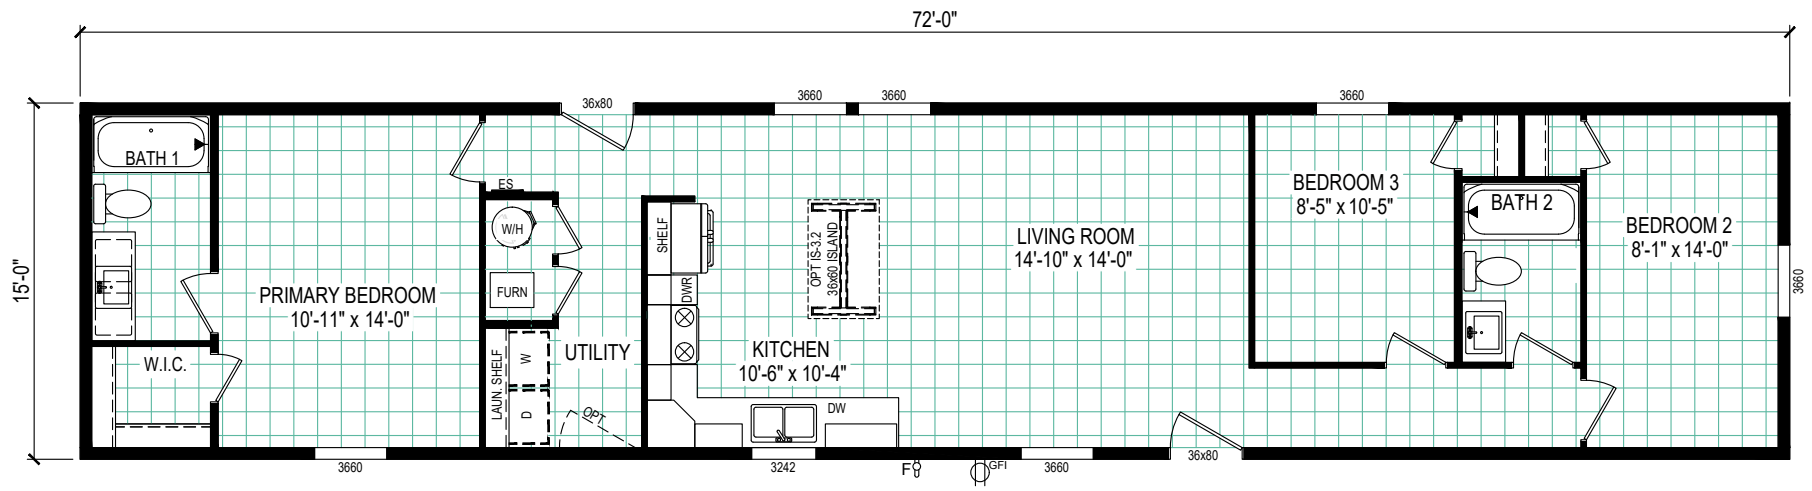 72'-0"
36x80
3660
3660
3660
15'-0"
BATH 1
PRIMARY BEDROOM
10'-11" x 14'-0"
W.I.C.
ES
W/H
FURN
LAUN. SHELF
W
D
UTILITY
OPT
SHELF
DWR
KITCHEN
10'-6" x 10'-4"
DW
OPT IS-3.2
36x60 ISLAND
LIVING ROOM
14'-10" x 14'-0"
BEDROOM 3
8'-5" x 10'-5"
BATH 2
BEDROOM 2
8'-1" x 14'-0"
3660
3660
3242
F
GFI
3660
36x80